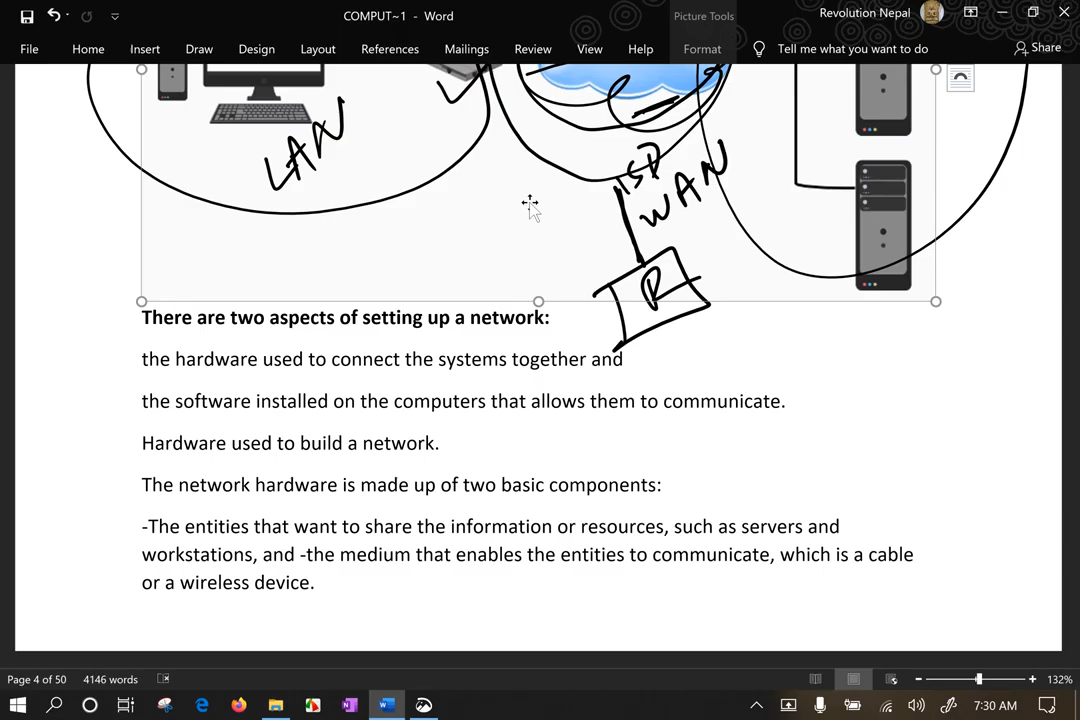 COMPUT~1 - Word
Picture Tools
Revolution Nepal
File Home Insert Draw Design Layout References Mailings Review View Help Format Tell me what you want to do Share
LAN
ISP
WAN
R
There are two aspects of setting up a network:
the hardware used to connect the systems together and
the software installed on the computers that allows them to communicate.
Hardware used to build a network.
The network hardware is made up of two basic components:
-The entities that want to share the information or resources, such as servers and
workstations, and -the medium that enables the entities to communicate, which is a cable
or a wireless device.
Page 4 of 50 4146 words 132%
7:30 AM